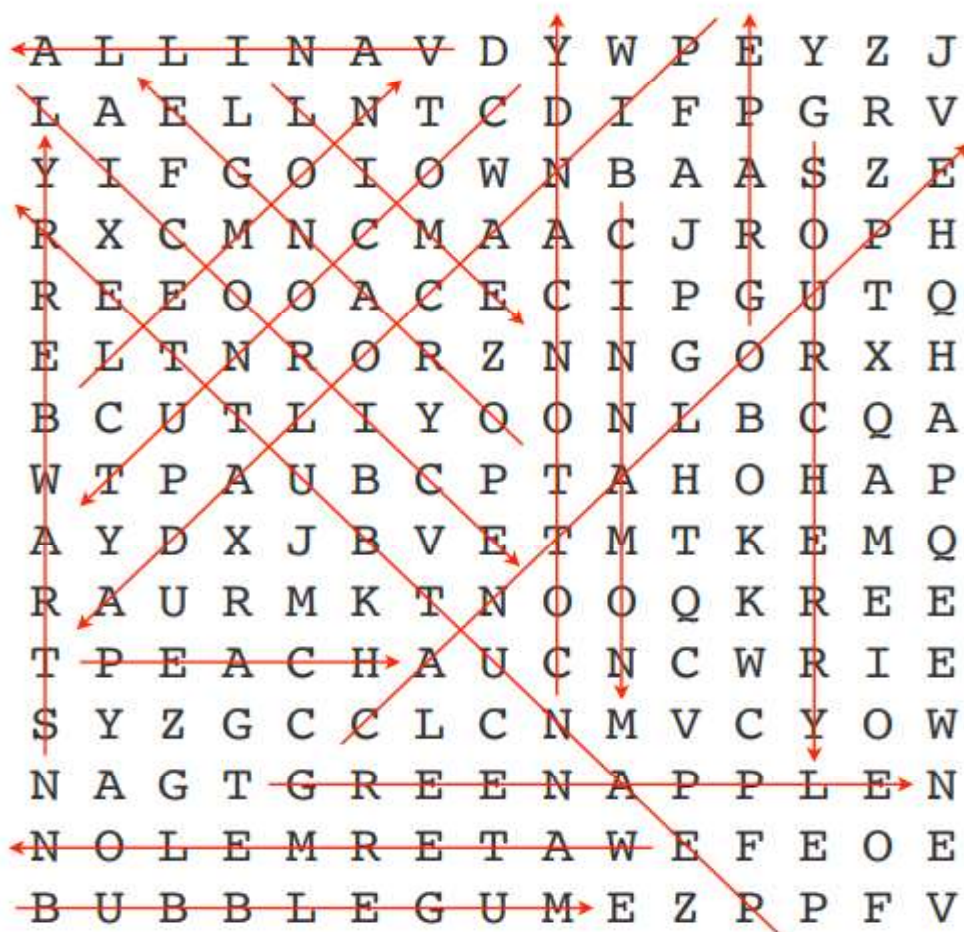 A L L I N A V D Y W P E Y Z J
L A E L L N T C D I F P G R V
Y I F G O I O W N B A A S Z E
R X C M N C M A A C J R O P H
R E E O O A C E C I P G U T Q
E L T N R O R Z N N G O R X H
B C U T L I Y O O N L B C Q A
W T P A U B C P T A H O H A P
A Y D X J B V E T M T K E M Q
R A U R M K T N O O Q K R E E
T P E A C H A U C N C W R I E
S Y Z G C C L C N M V C Y O W
N A G T G R E E N A P P L E N
N O L E M R E T A W E F E O E
B U B B L E G U M E Z P P F V